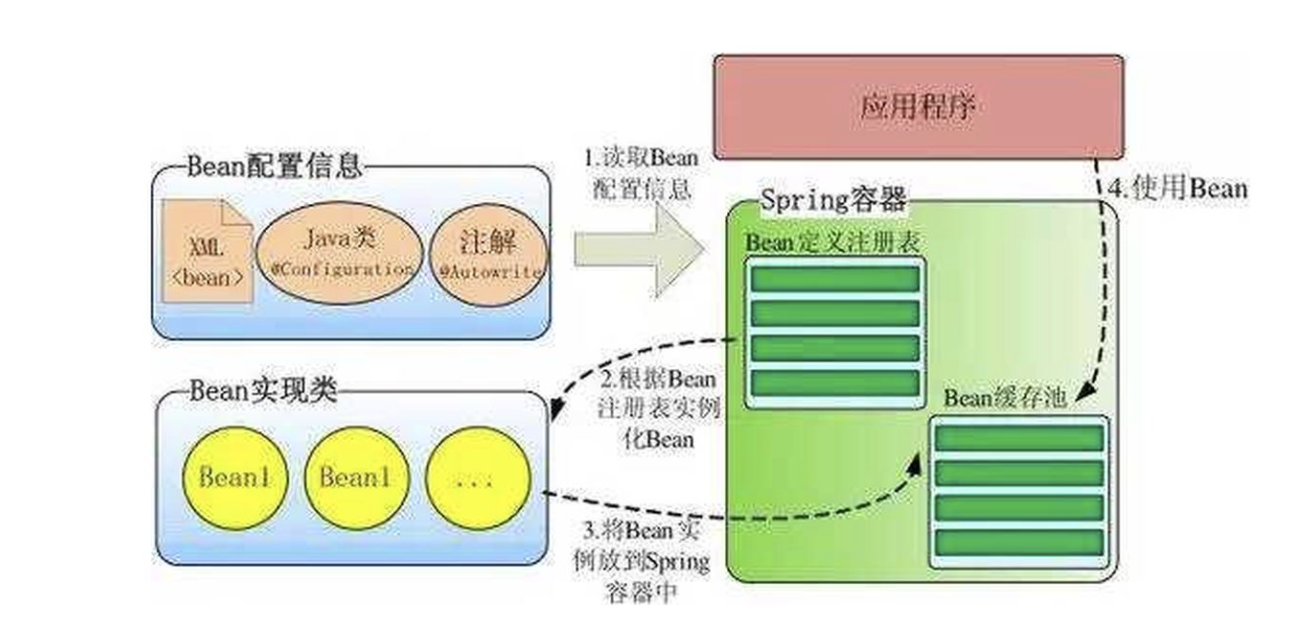 应用程序
Bean配置信息
XML
<bean>
Java类
@Configuration
注解
@Autowrite
1.读取Bean
配置信息
4.使用Bean
Spring容器
Bean定义注册表
2.根据Bean
注册表实例
化Bean
Bean缓存池
Bean实现类
Bean1
Bean1
...
3.将Bean实
例放到Spring
容器中